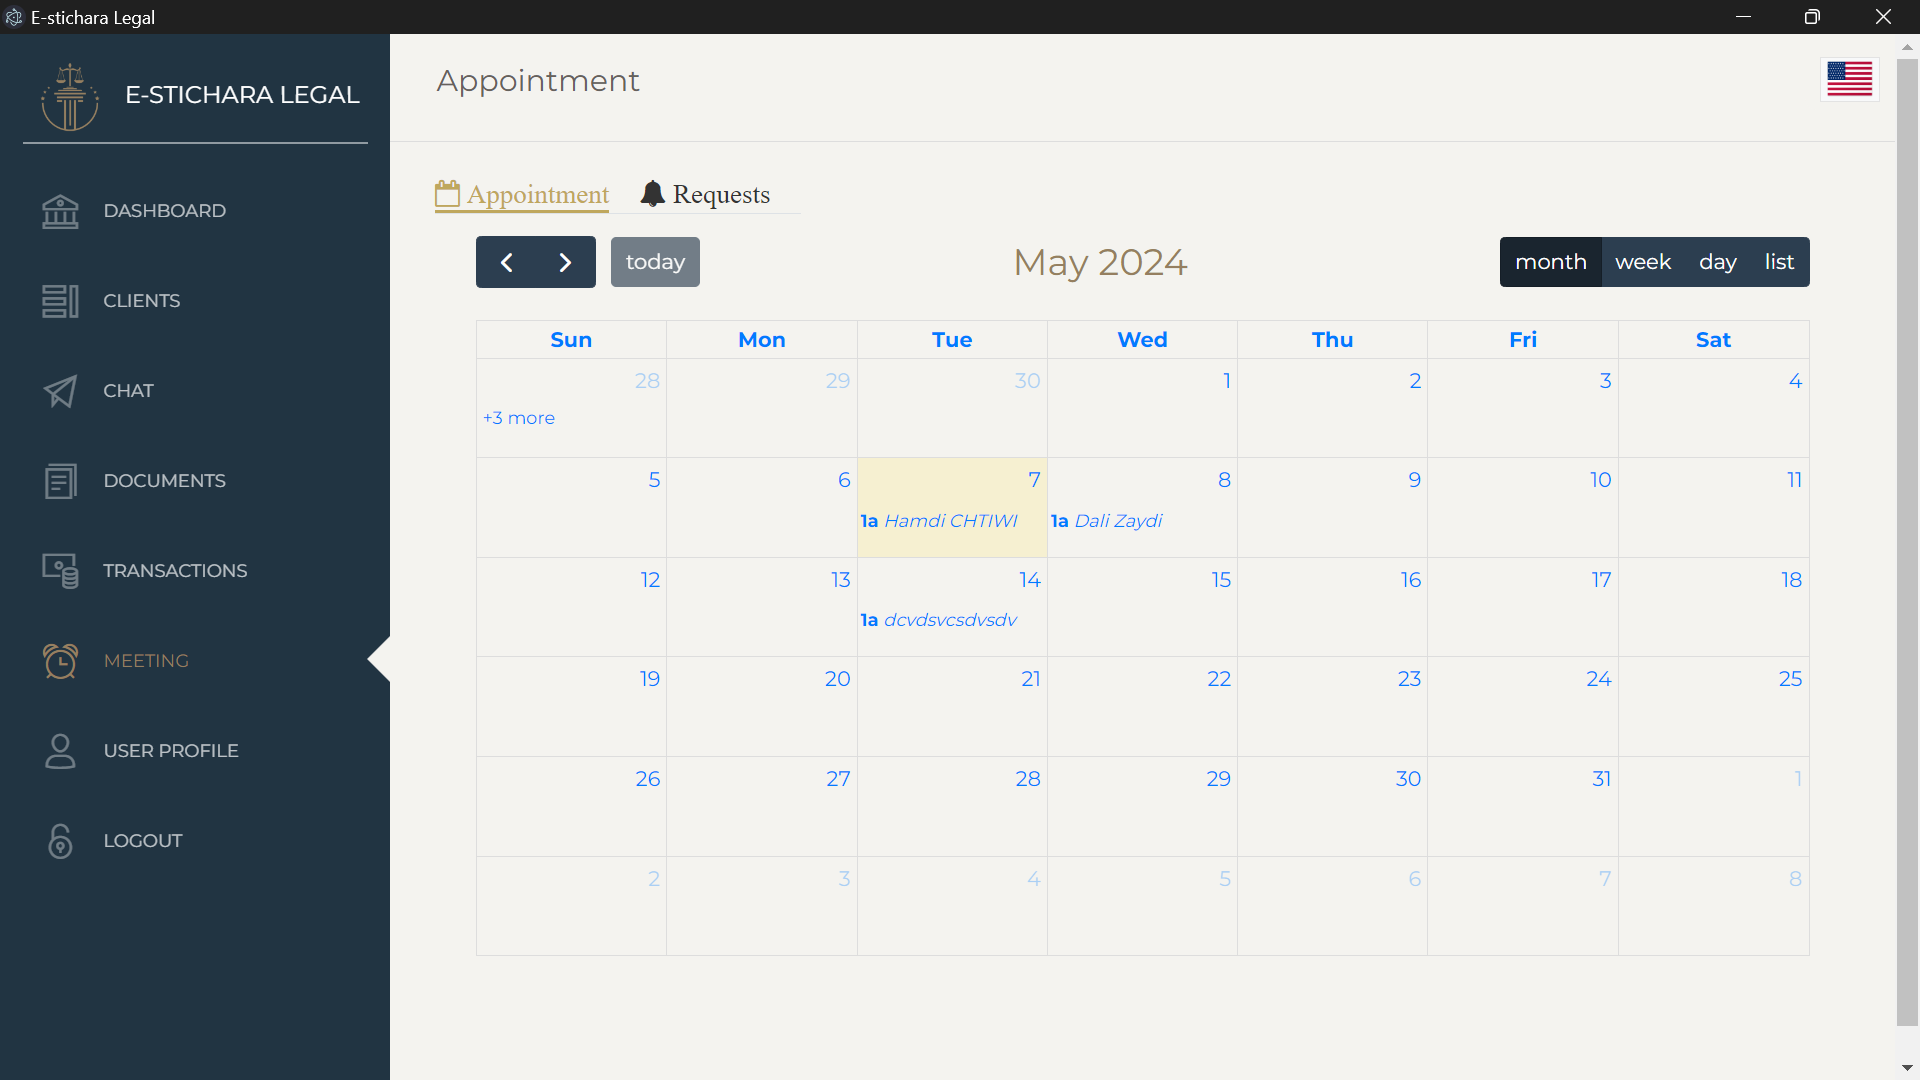 E-stichara Legal
E-STICHARA LEGAL
DASHBOARD
CLIENTS
CHAT
DOCUMENTS
TRANSACTIONS
MEETING
USER PROFILE
LOGOUT
Appointment
Appointment Requests
today May 2024 month week day list
Sun Mon Tue Wed Thu Fri Sat
28 29 30 1 2 3 4
+3 more
5 6 7 8 9 10 11
1a Hamdi CHTIWI 1a Dali Zaydi
12 13 14 15 16 17 18
1a dcvdsvcsdvsdv
19 20 21 22 23 24 25
26 27 28 29 30 31 1
2 3 4 5 6 7 8